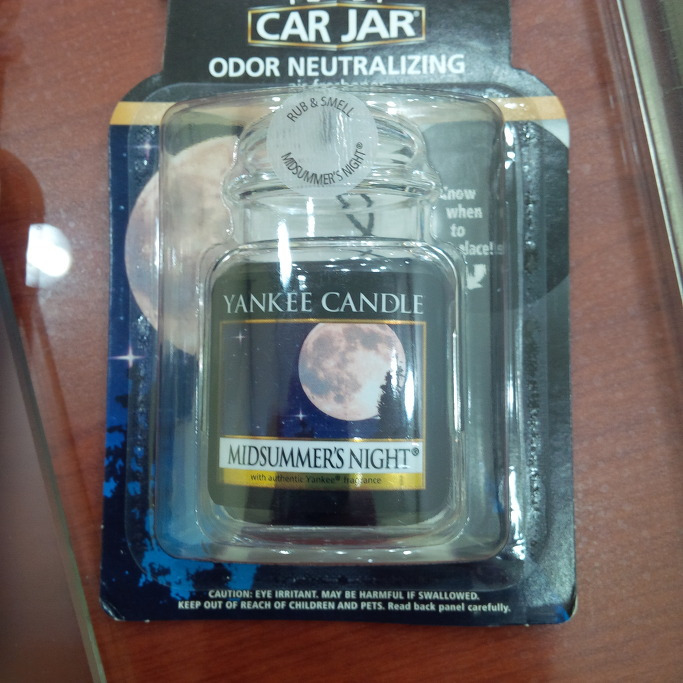 CAR JAR®
ODOR NEUTRALIZING
RUB & SMELL
MIDSUMMER'S NIGHT®
know
when
to
YANKEE CANDLE
MIDSUMMER'S NIGHT®
with authentic Yankee® fragrance
CAUTION: EYE IRRITANT. MAY BE HARMFUL IF SWALLOWED.
KEEP OUT OF REACH OF CHILDREN AND PETS. Read back panel carefully.